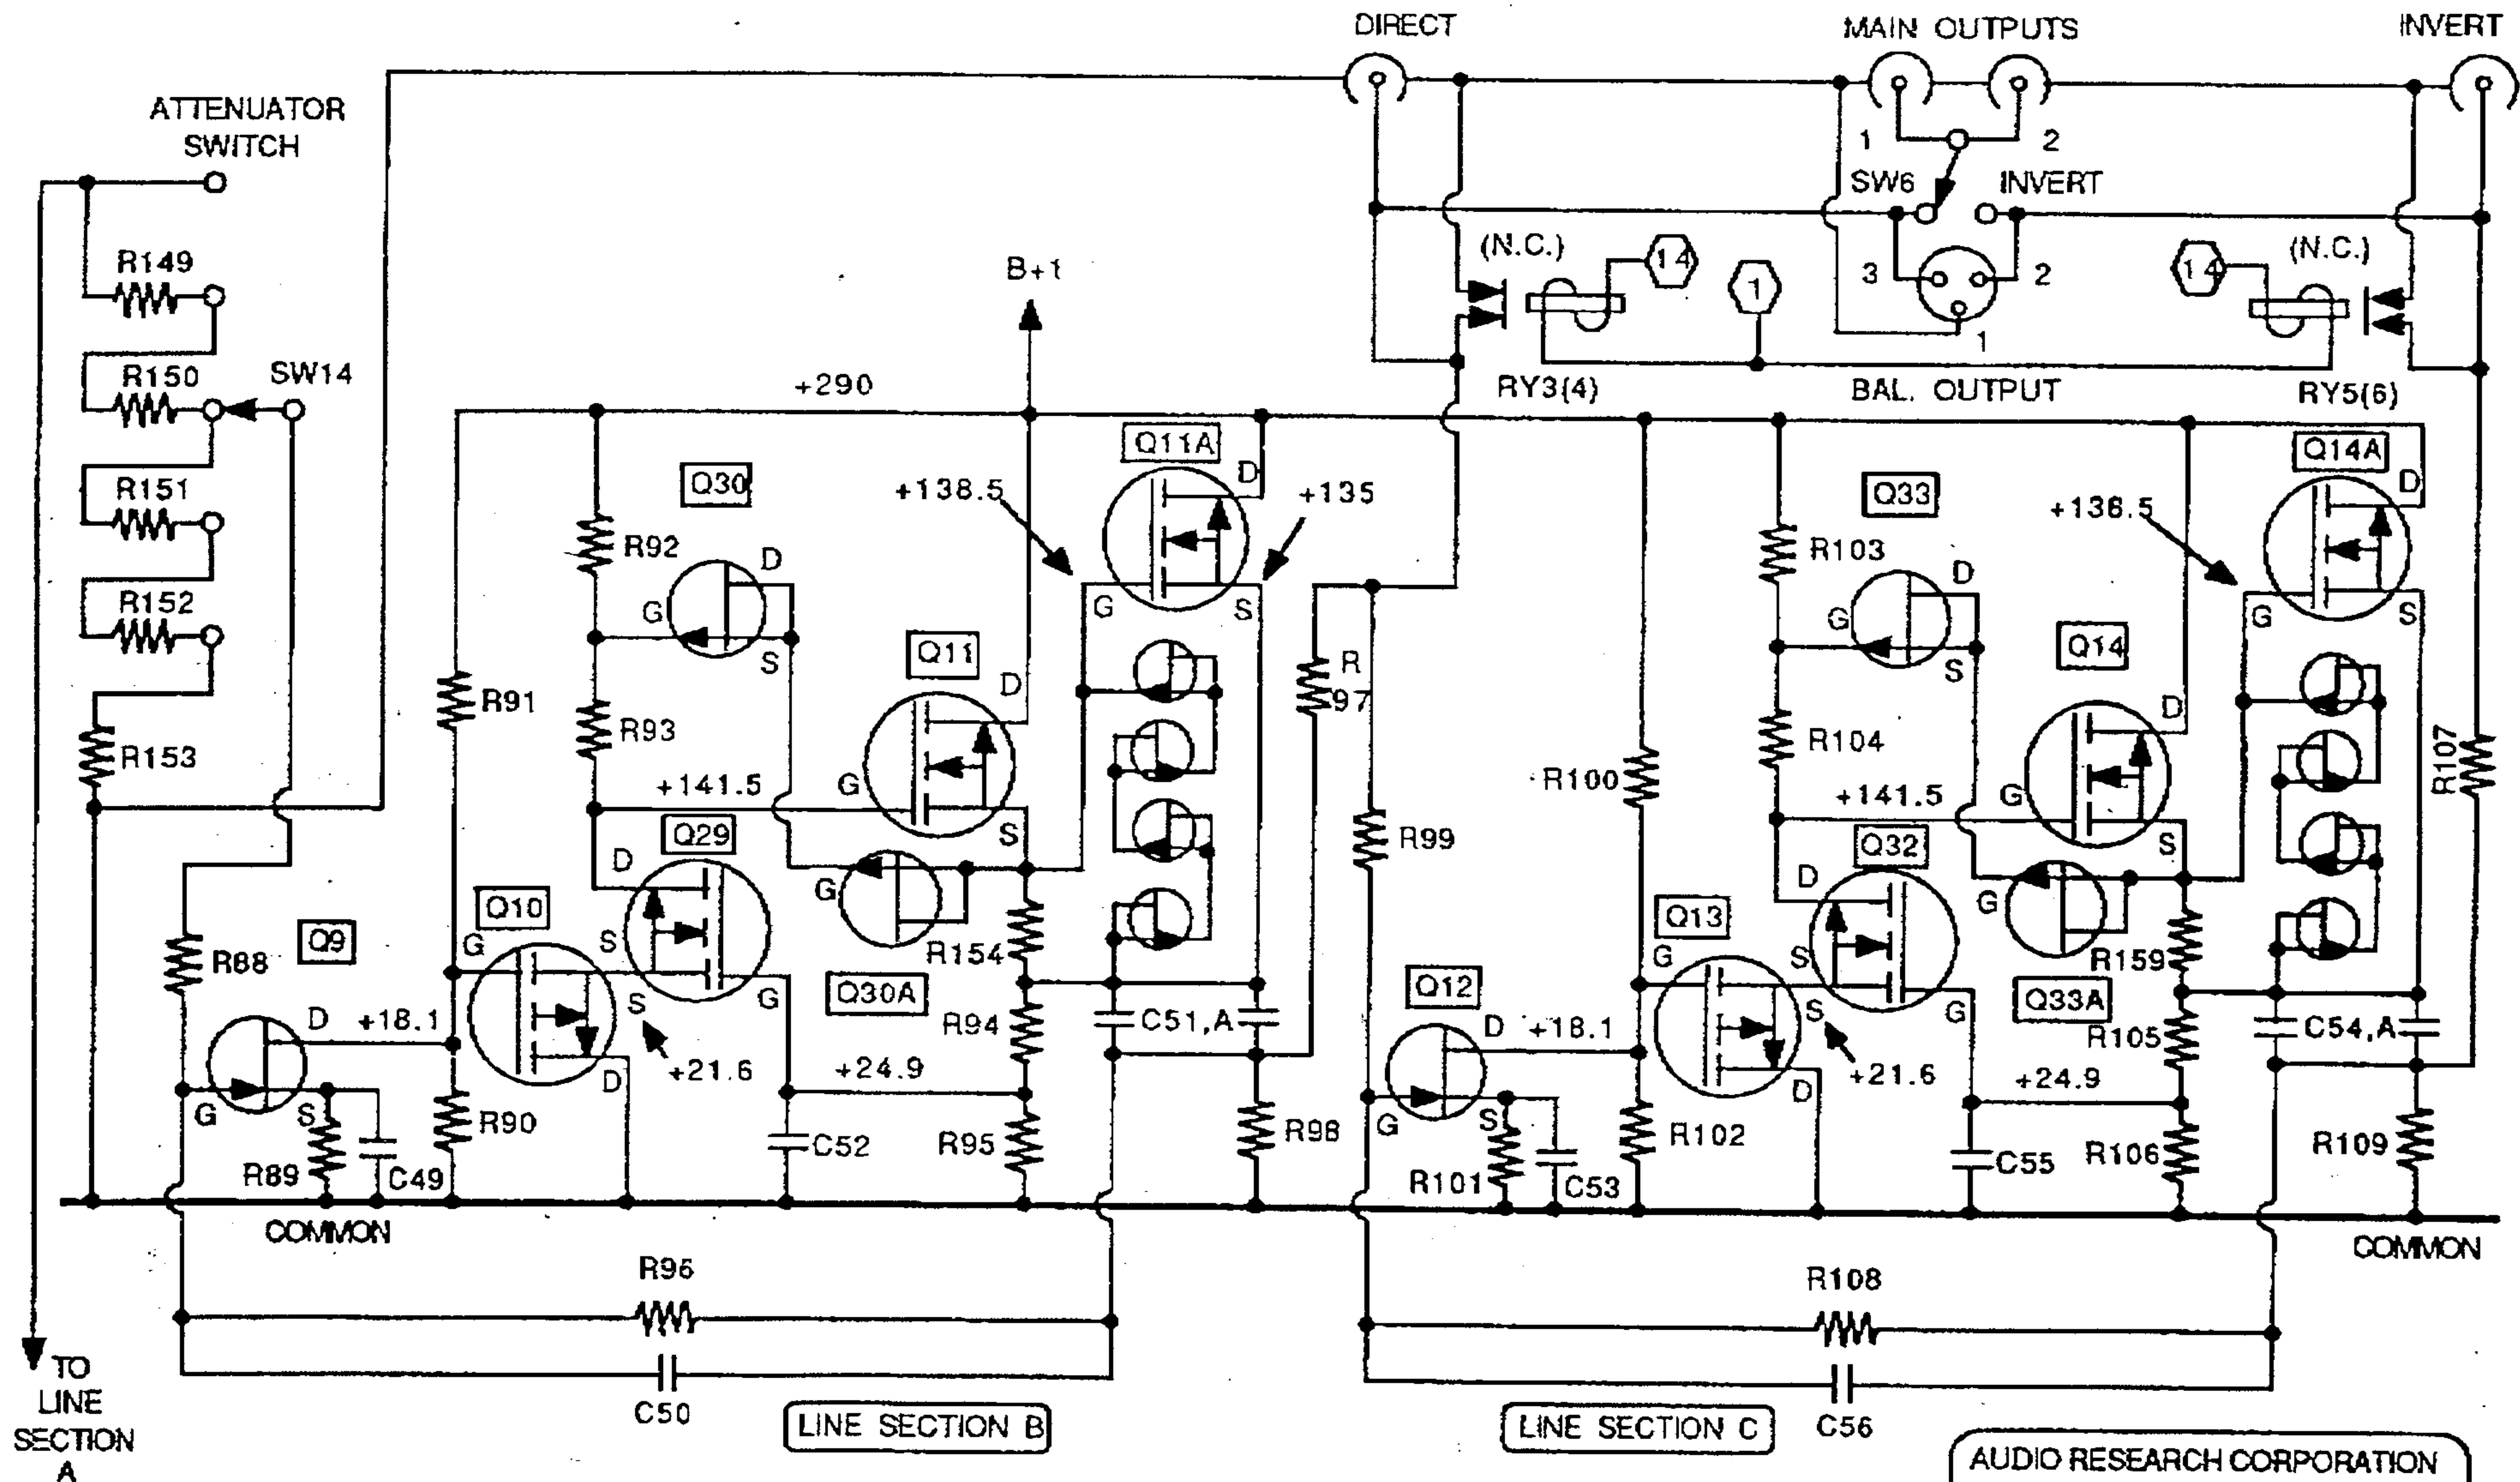 DIRECT
MAIN OUTPUTS
INVERT
ATTENUATOR
SWITCH
1
2
SW6
INVERT
R149
(N.C.)
14
1
3
2
14
(N.C.)
B+1
1
R150
SW14
+290
RY3(4)
BAL. OUTPUT
RY5(6)
Q11A
Q14A
D
D
Q30
+138.5
+135
Q33
+138.5
R151
R92
D
R103
D
R152
G
S
G
S
G
S
G
S
Q11
R
97
Q14
D
D
R91
R93
R104
R107
R153
+141.5
G
R100
+141.5
G
Q29
S
R99
Q32
S
D
D
Q10
G
Q13
G
Q9
G
S
R154
G
S
R159
R88
G
Q30A
Q12
G
Q33A
D
+18.1
S
R94
C51,A
D
+18.1
S
R105
C54,A
+21.6
+24.9
+21.6
+24.9
D
D
G
S
R90
C52
R95
R98
G
S
R102
C55
R106
R109
R89
C49
R101
C53
COMMON
COMMON
R96
R108
TO
LINE
SECTION
A
C50
LINE SECTION B
LINE SECTION C
C56
AUDIO RESEARCH CORPORATION